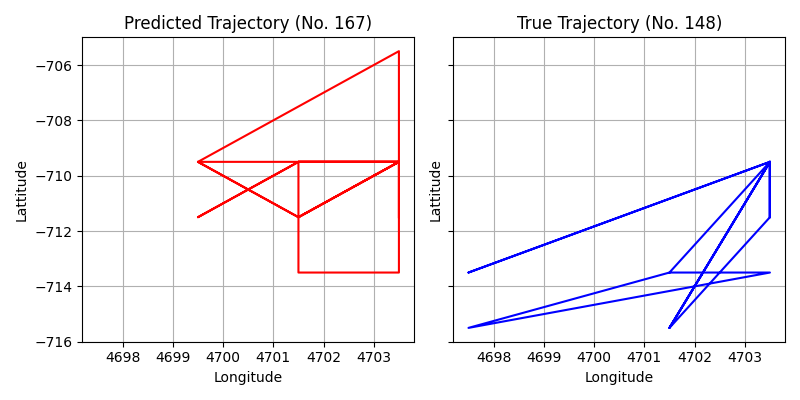 Predicted Trajectory (No. 167)
True Trajectory (No. 148)
−706
−708
−710
−712
−714
−716
Lattitude
Lattitude
4698 4699 4700 4701 4702 4703
4698 4699 4700 4701 4702 4703
Longitude
Longitude